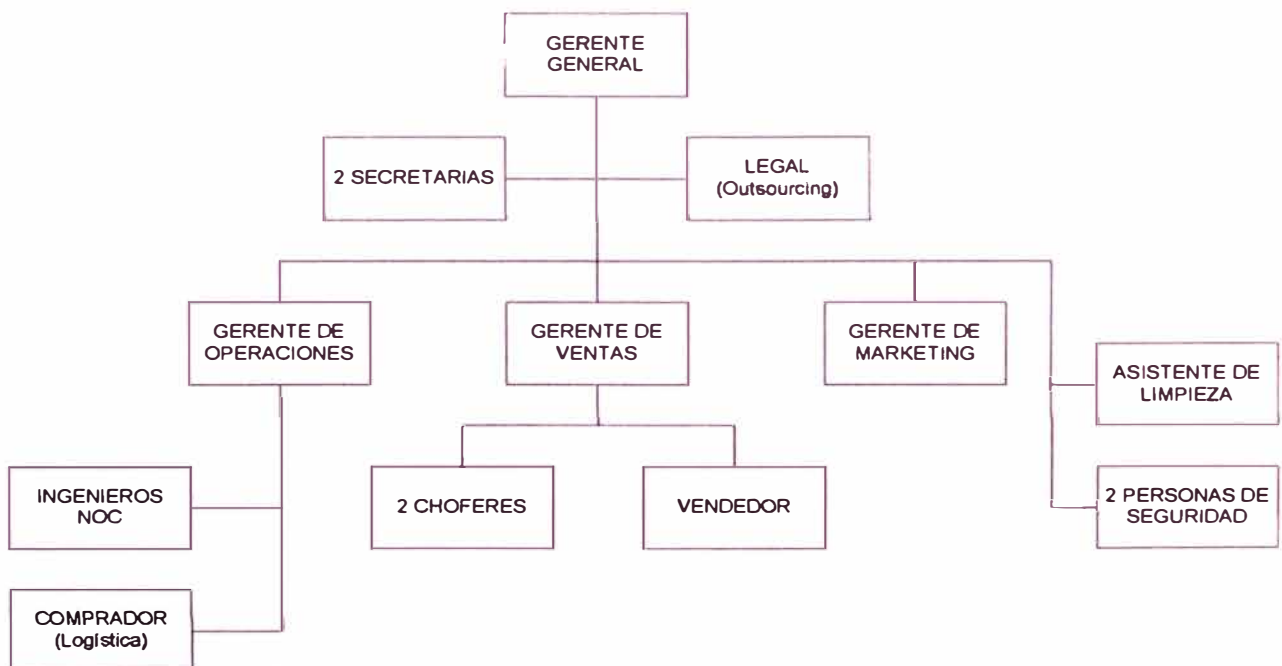 GERENTE
GENERAL
2 SECRETARIAS
LEGAL
(Outsourcing)
GERENTE DE
OPERACIONES
GERENTE DE
VENTAS
GERENTE DE
MARKETING
ASISTENTE DE
LIMPIEZA
INGENIEROS
NOC
2 CHOFERES
VENDEDOR
2 PERSONAS DE
SEGURIDAD
COMPRADOR
(Logística)